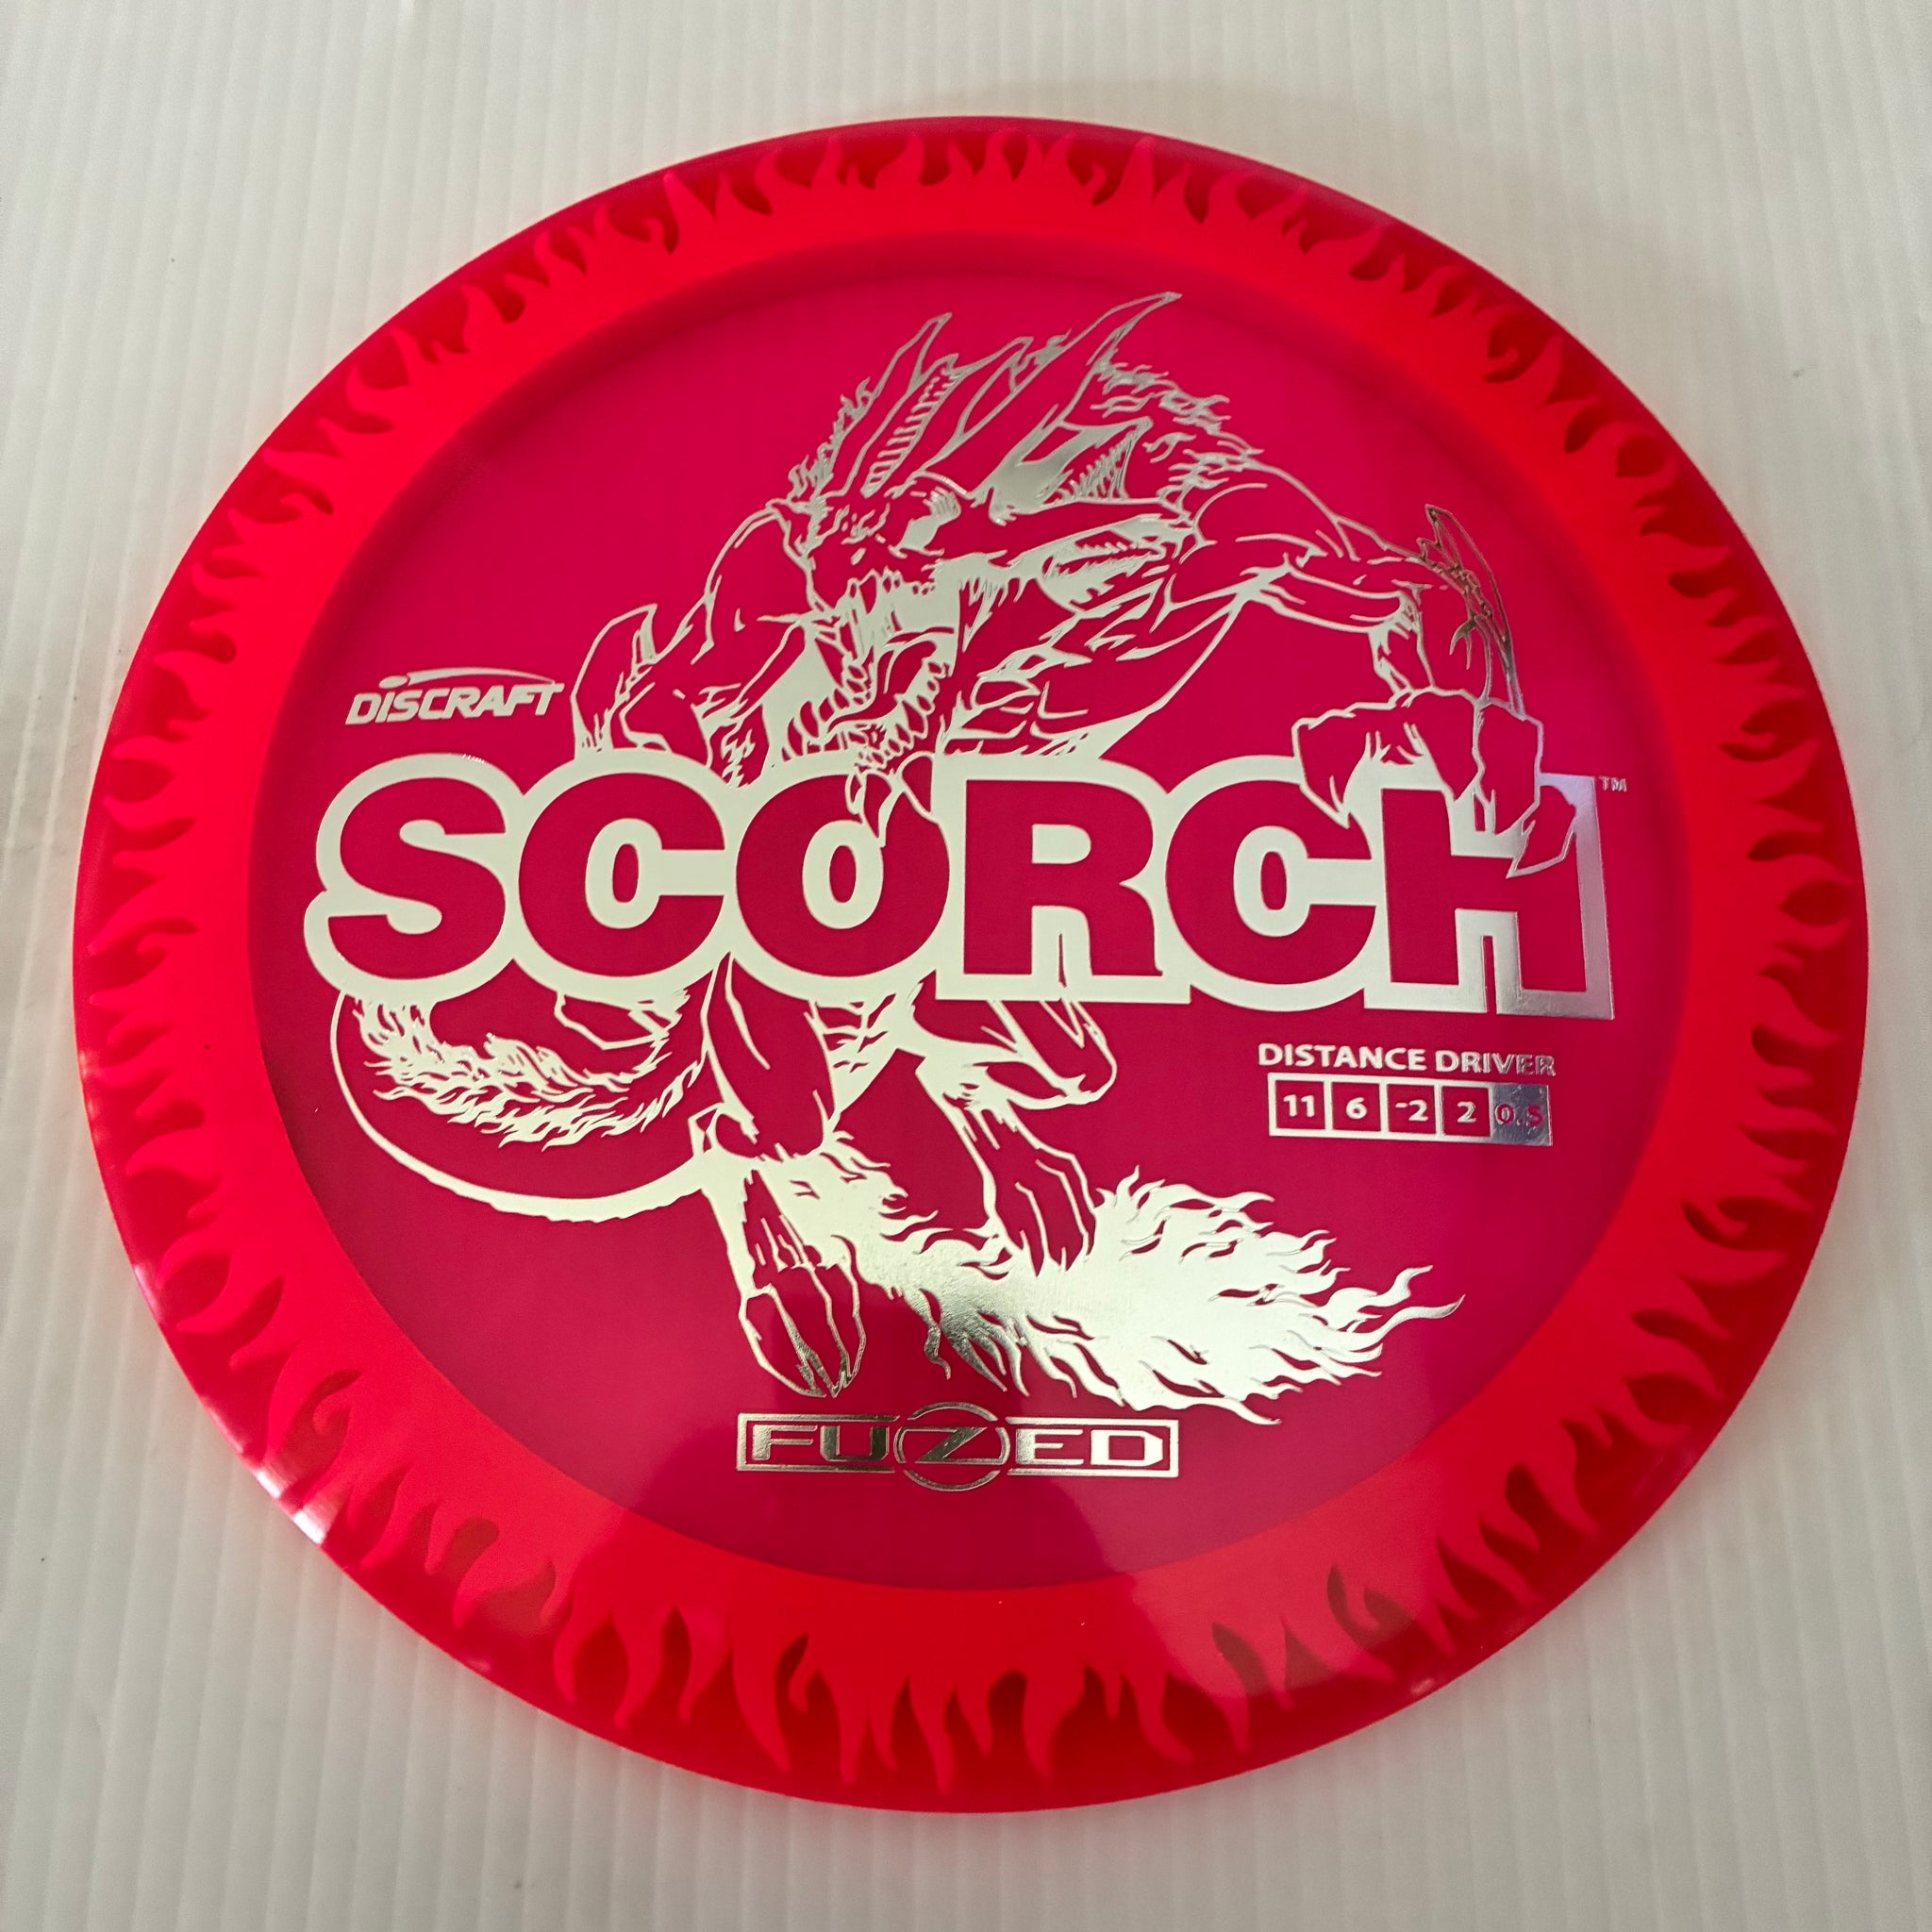 DISCRAFT
SCORCH™
DISTANCE DRIVER
11 6 -2 2 0.5
FUZED